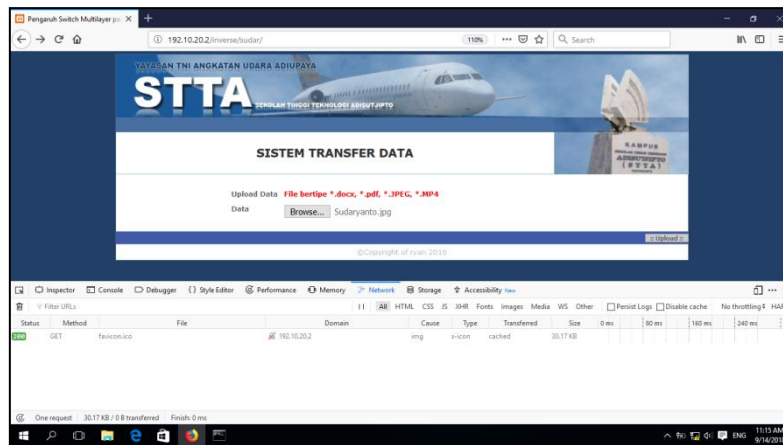 Pengaruh Switch Multilayer pa
192.10.20.2/inverse/sudar/
110%
Search
YAYASAN TNI ANGKATAN UDARA ADIUPAYA
STTA
SEKOLAH TINGGI TEKNOLOGI ADISUTJIPTO
KAMPUS
(STTA)
SISTEM TRANSFER DATA
Upload Data File bertipe *.docx, *.pdf, *.JPEG, *.MP4
Data Browse... Sudaryanto.jpg
:: Upload ::
©Copyright of ryan 2016
Inspector Console Debugger {} Style Editor Performance Memory Network Storage Accessibility New
Filter URLs
All HTML CSS JS XHR Fonts Images Media WS Other Persist Logs Disable cache No throttling HAR
Status Method File Domain Cause Type Transferred Size 0 ms 80 ms 160 ms 240 ms
200 GET favicon.ico 192.10.20.2 img x-icon cached 30.17 KB
One request 30.17 KB / 0 B transferred Finish: 0 ms
ENG
11:15 AM